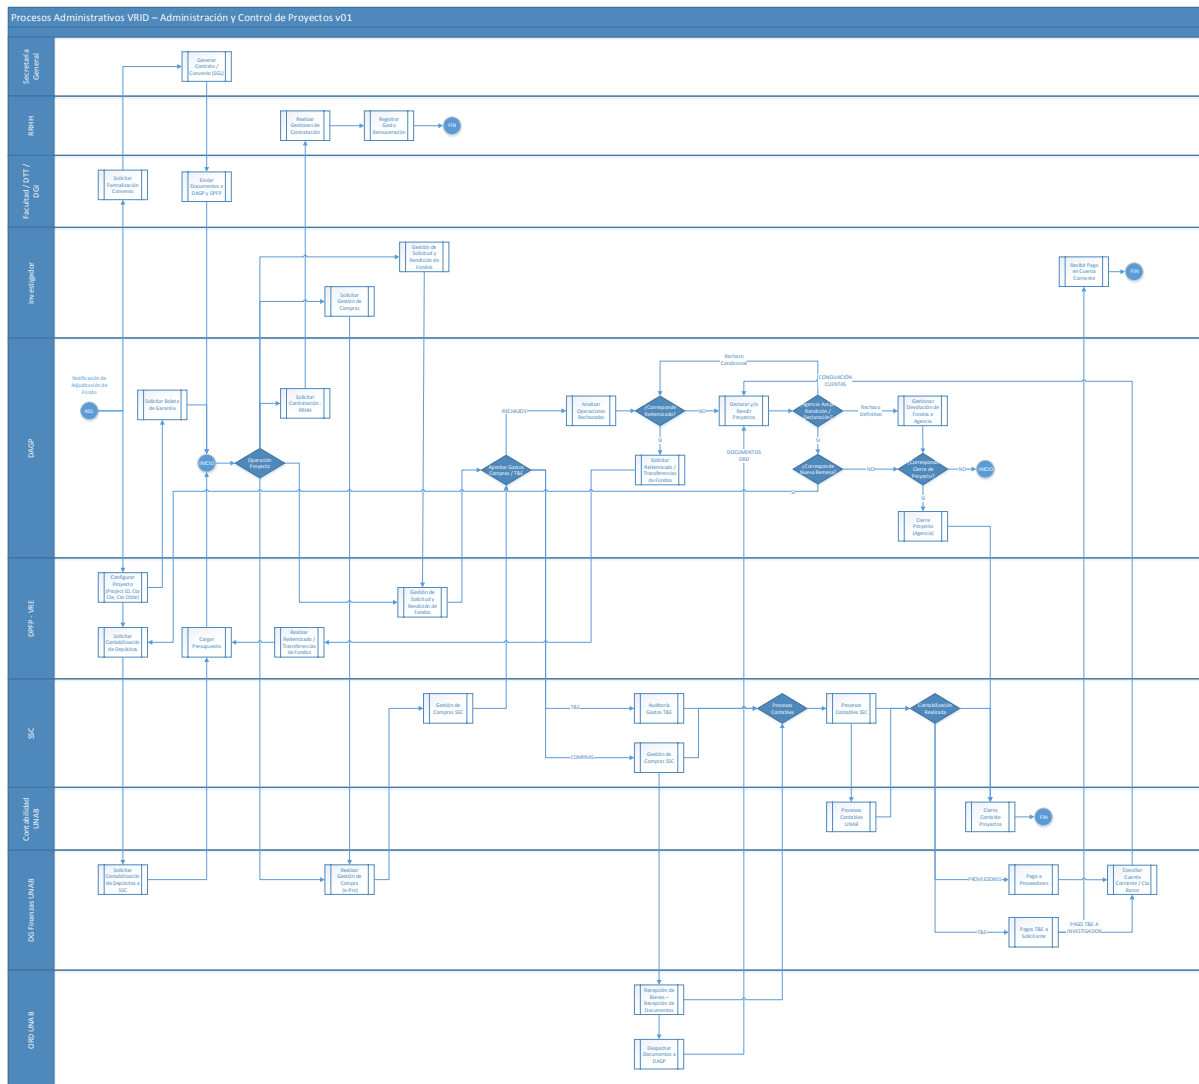 Procesos Administrativos VRID – Administración y Control de Proyectos v01
Secretaría
General
Generar
Contrato /
Convenio (SGL)
RRHH
Realizar
Gestiones de
Contratación
Registrar
Gasto
Remuneración
FIN
Facultad / DTT /
DGI
Solicitar
Formalización
Convenio
Enviar
Documentos a
DAGP y DPFP
Investigador
Gestión de
Solicitud y
Rendición de
Fondos
Solicitar
Gestión de
Compras
Recibir Pago
en Cuenta
Corriente
FIN
DAGP
Notificación de
Adjudicación de
Fondo
ADJ.
Solicitar Boleta
de Garantía
Solicitar
Contratación -
RRHH
INICIO
Operación
Proyecto
RECHAZOS
Aprobar Gastos
Compras / T&E
Analizar
Operaciones
Rechazadas
¿Corresponde
Reitemizado?
NO
SI
Solicitar
Reitemizado /
Transferencias
de Fondos
Rechazo
Condicional
CONCILIACIÓN
CUENTAS
Declarar y/o
Rendir
Proyectos
DOCUMENTOS
ORD
Rechazo
Definitivo
SI
¿Corresponde
Nueva Remesa?
SI
NO
Gestionar
Devolución de
Fondos a
Agencia
¿Corresponde
Cierre de
Proyecto?
NO
INICIO
SI
Cierre
Proyecto
(Agencia)
DPFP - VRE
Configurar
Proyecto
(Project ID, Cta
Cte, Cta Ctble)
Solicitar
Contabilización
de Depósitos
Cargar
Presupuesto
Realizar
Reitemizado /
Transferencias
de Fondos
Gestión de
Solicitud y
Rendición de
Fondos
SSC
Gestión de
Compras SSC
T&E
Auditoría
Gastos T&E
COMPRAS
Gestión de
Compras SSC
Procesos
Contables
Procesos
Contables SSC
Contabilización
Realizada
Contabilidad
UNAB
Procesos
Contables
UNAB
Cierre
Contable
Proyectos
FIN
DG Finanzas UNAB
Solicitar
Contabilización
de Depósitos a
SSC
Realizar
Gestión de
Compra
(e-Pro)
PROVEEDORES
Pago a
Proveedores
Conciliar
Cuenta
Corriente / Cta
Banco
T&E
Pagos T&E a
Solicitante
PAGO T&E A
INVESTIGADOR
ORD UNAB
Recepción de
Bienes –
Recepción de
Documentos
Despachar
Documentos a
DAGP